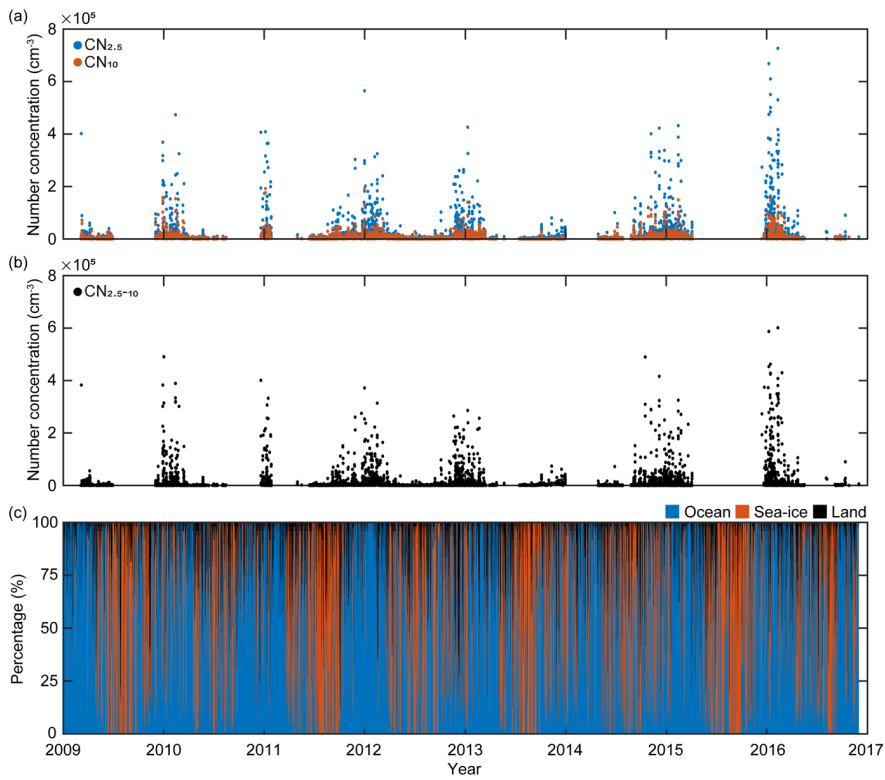 (a)
×10⁵
8
6
4
2
0
Number concentration (cm⁻³)
CN₂.₅
CN₁₀
(b)
×10⁵
8
6
4
2
0
Number concentration (cm⁻³)
CN₂.₅₋₁₀
(c)
Ocean Sea-ice Land
100
75
50
25
0
Percentage (%)
2009 2010 2011 2012 2013 2014 2015 2016 2017
Year